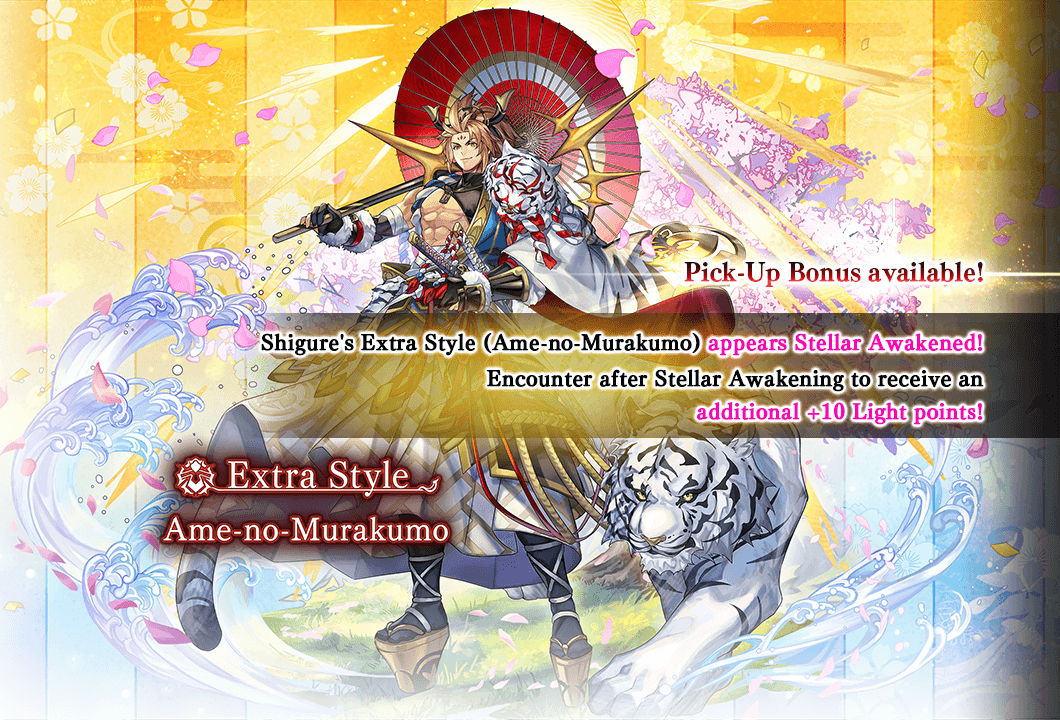 Pick-Up Bonus available!
Shigure's Extra Style (Ame-no-Murakumo) appears Stellar Awakened!
Encounter after Stellar Awakening to receive an
additional +10 Light points!
Extra Style
Ame-no-Murakumo